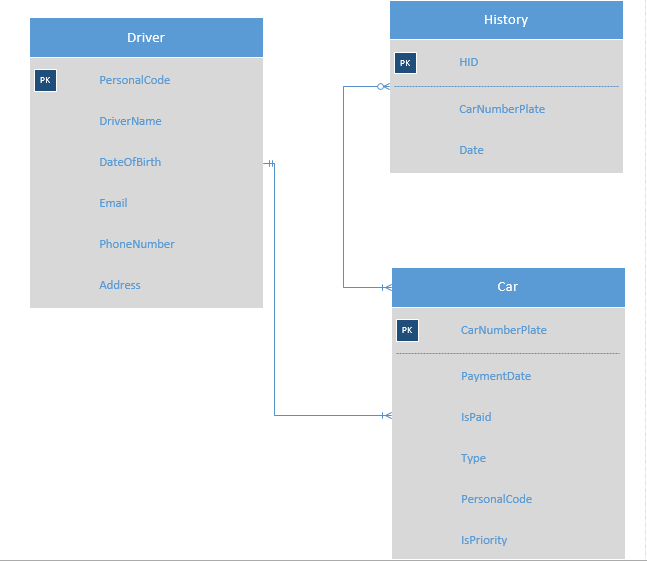 Driver
PK PersonalCode
DriverName
DateOfBirth
Email
PhoneNumber
Address
History
PK HID
CarNumberPlate
Date
Car
PK CarNumberPlate
PaymentDate
IsPaid
Type
PersonalCode
IsPriority